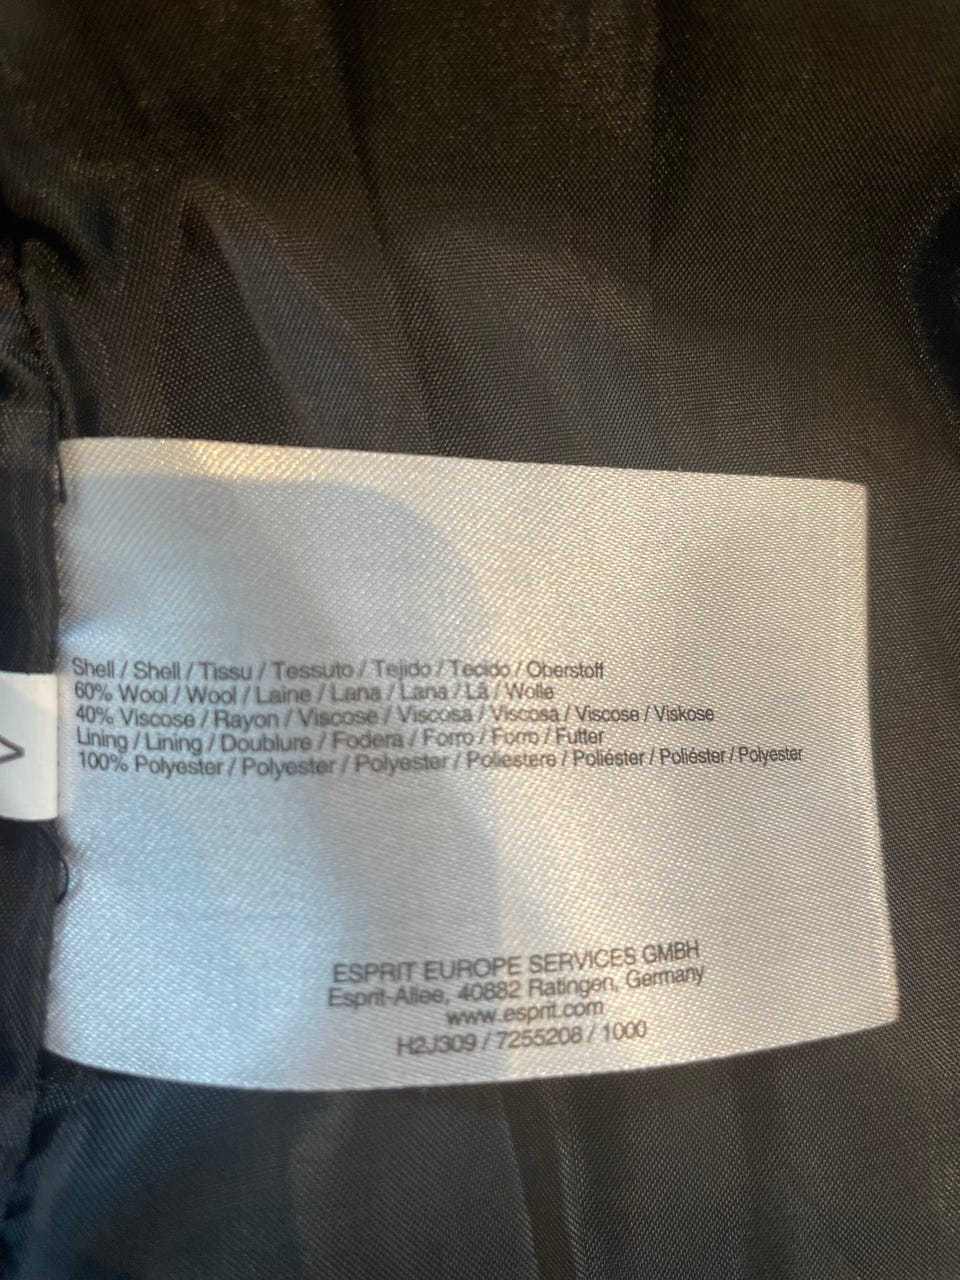 Shell / Shell / Tissu / Tessuto / Tejido / Tecido / Oberstoff
60% Wool / Wool / Laine / Lana / Lana / Lã / Wolle
40% Viscose / Rayon / Viscose / Viscosa / Viscosa / Viscose / Viskose
Lining / Lining / Doublure / Fodera / Forro / Forro / Futter
100% Polyester / Polyester / Polyester / Poliestere / Poliéster / Poliéster / Polyester
ESPRIT EUROPE SERVICES GMBH
Esprit-Allee, 40882 Ratingen, Germany
www.esprit.com
H2J309 / 7255208 / 1000